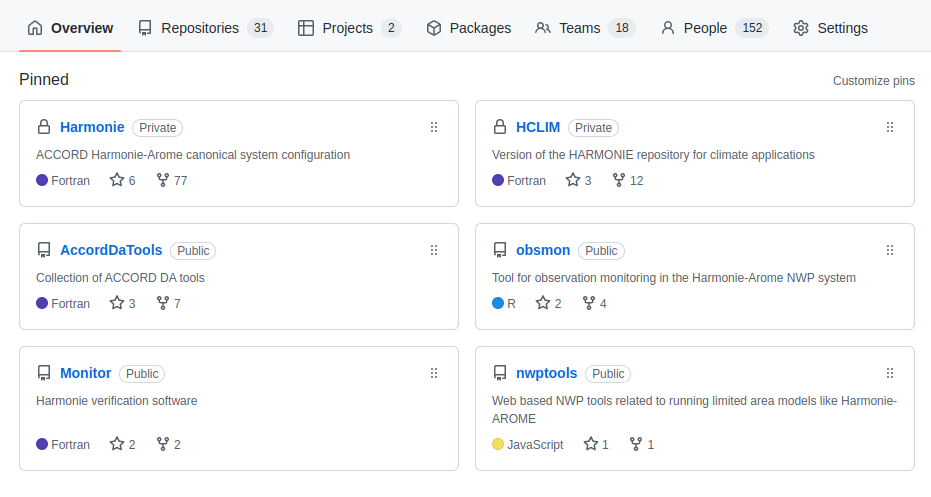 Overview Repositories 31 Projects 2 Packages Teams 18 People 152 Settings
Pinned Customize pins
Harmonie Private
ACCORD Harmonie-Arome canonical system configuration
Fortran 6 77
HCLIM Private
Version of the HARMONIE repository for climate applications
Fortran 3 12
AccordDaTools Public
Collection of ACCORD DA tools
Fortran 3 7
obsmon Public
Tool for observation monitoring in the Harmonie-Arome NWP system
R 2 4
Monitor Public
Harmonie verification software
Fortran 2 2
nwptools Public
Web based NWP tools related to running limited area models like Harmonie-
AROME
JavaScript 1 1